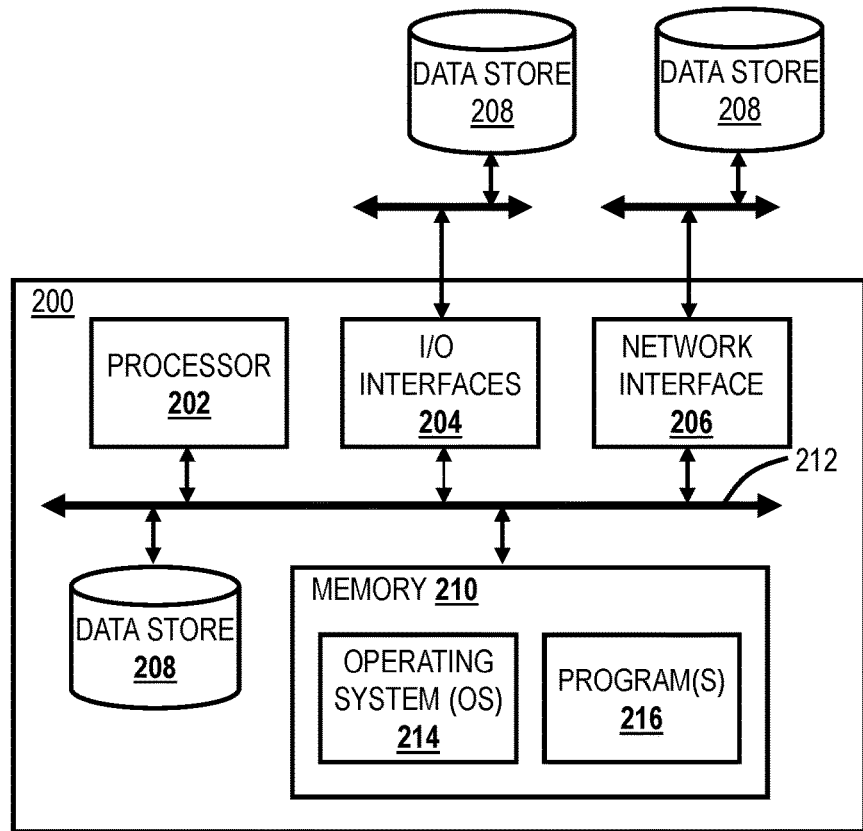 DATA STORE
208
DATA STORE
208
200
PROCESSOR
202
I/O
INTERFACES
204
NETWORK
INTERFACE
206
212
DATA STORE
208
MEMORY 210
OPERATING
SYSTEM (OS)
214
PROGRAM(S)
216